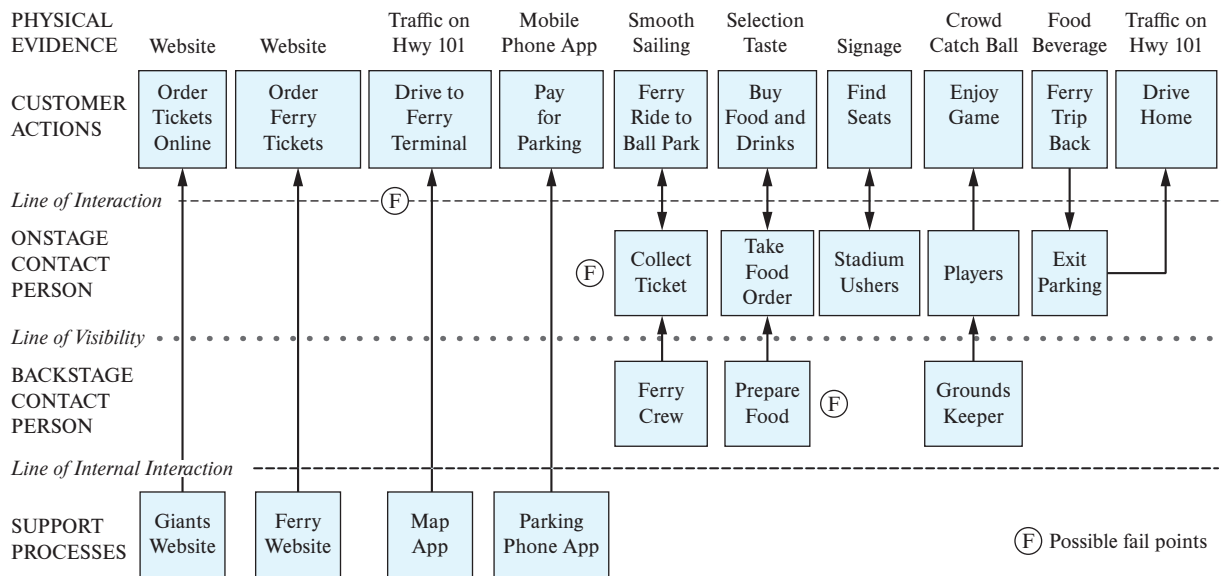 PHYSICAL
EVIDENCE
Website
Website
Traffic on
Hwy 101
Mobile
Phone App
Smooth
Sailing
Selection
Taste
Signage
Crowd
Catch Ball
Food
Beverage
Traffic on
Hwy 101
CUSTOMER
ACTIONS
Order
Tickets
Online
Order
Ferry
Tickets
Drive to
Ferry
Terminal
Pay
for
Parking
Ferry
Ride to
Ball Park
Buy
Food and
Drinks
Find
Seats
Enjoy
Game
Ferry
Trip
Back
Drive
Home
Line of Interaction
F
ONSTAGE
CONTACT
PERSON
F
Collect
Ticket
Take
Food
Order
Stadium
Ushers
Players
Exit
Parking
Line of Visibility
BACKSTAGE
CONTACT
PERSON
Ferry
Crew
Prepare
Food
F
Grounds
Keeper
Line of Internal Interaction
SUPPORT
PROCESSES
Giants
Website
Ferry
Website
Map
App
Parking
Phone App
F Possible fail points